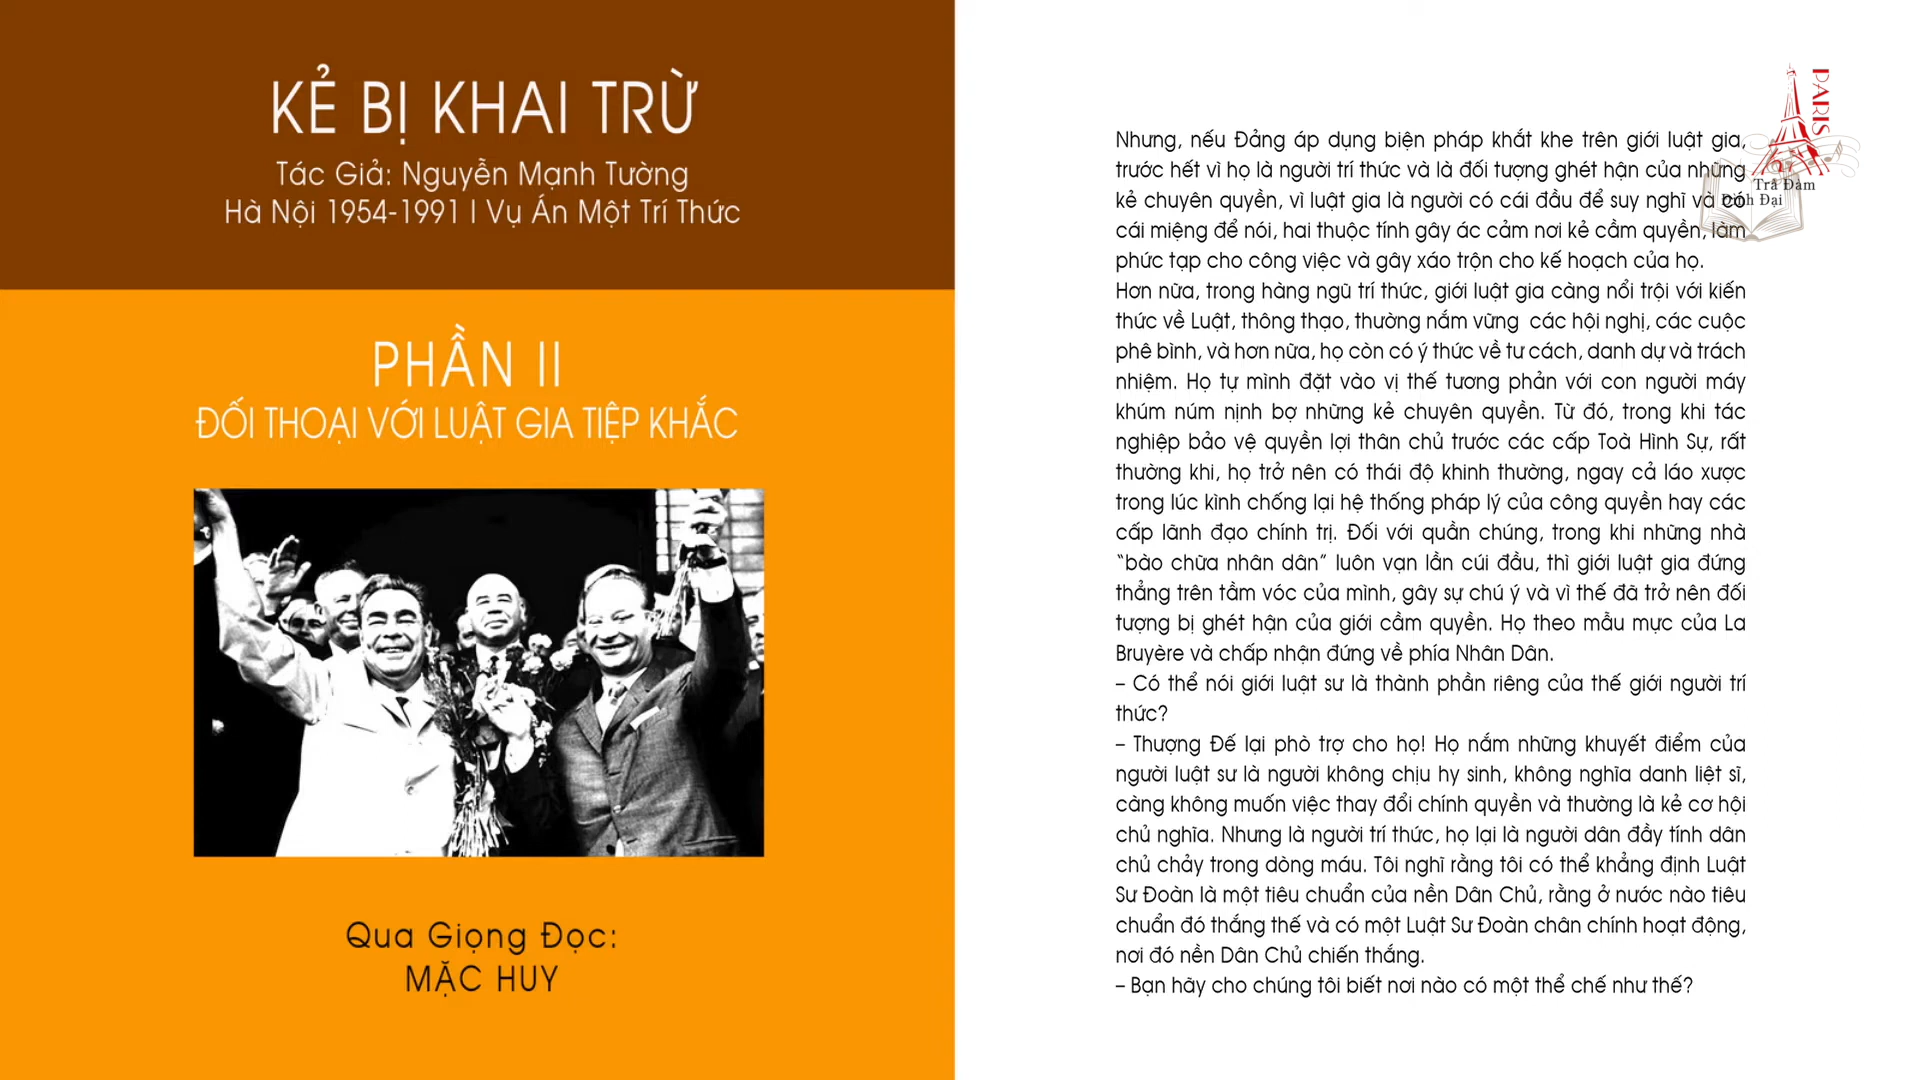 KẺ BỊ KHAI TRỪ
Tác Giả: Nguyễn Mạnh Tường
Hà Nội 1954-1991 I Vụ Án Một Trí Thức
PHẦN II
ĐỐI THOẠI VỚI LUẬT GIA TIỆP KHẮC
Qua Giọng Đọc:
MẶC HUY
Nhưng, nếu Đảng áp dụng biện pháp khắt khe trên giới luật gia,
trước hết vì họ là người trí thức và là đối tượng ghét hận của những
kẻ chuyên quyền, vì luật gia là người có cái đầu để suy nghĩ và có
cái miệng để nói, hai thuộc tính gây ác cảm nơi kẻ cầm quyền, làm
phức tạp cho công việc và gây xáo trộn cho kế hoạch của họ.
Hơn nữa, trong hàng ngũ trí thức, giới luật gia càng nổi trội với kiến
thức về Luật, thông thạo, thường nắm vững  các hội nghị, các cuộc
phê bình, và hơn nữa, họ còn có ý thức về tư cách, danh dự và trách
nhiệm. Họ tự mình đặt vào vị thế tương phản với con người máy
khúm núm nịnh bợ những kẻ chuyên quyền. Từ đó, trong khi tác
nghiệp bảo vệ quyền lợi thân chủ trước các cấp Toà Hình Sự, rất
thường khi, họ trở nên có thái độ khinh thường, ngay cả láo xược
trong lúc kình chống lại hệ thống pháp lý của công quyền hay các
cấp lãnh đạo chính trị. Đối với quần chúng, trong khi những nhà
“bào chữa nhân dân” luôn vạn lần cúi đầu, thì giới luật gia đứng
thẳng trên tầm vóc của mình, gây sự chú ý và vì thế đã trở nên đối
tượng bị ghét hận của giới cầm quyền. Họ theo mẫu mực của La
Bruyère và chấp nhận đứng về phía Nhân Dân.
– Có thể nói giới luật sư là thành phần riêng của thế giới người trí
thức?
– Thượng Đế lại phò trợ cho họ! Họ nắm những khuyết điểm của
người luật sư là người không chịu hy sinh, không nghĩa danh liệt sĩ,
càng không muốn việc thay đổi chính quyền và thường là kẻ cơ hội
chủ nghĩa. Nhưng là người trí thức, họ lại là người dân đầy tính dân
chủ chảy trong dòng máu. Tôi nghĩ rằng tôi có thể khẳng định Luật
Sư Đoàn là một tiêu chuẩn của nền Dân Chủ, rằng ở nước nào tiêu
chuẩn đó thắng thế và có một Luật Sư Đoàn chân chính hoạt động,
nơi đó nền Dân Chủ chiến thắng.
– Bạn hãy cho chúng tôi biết nơi nào có một thể chế như thế?
PARIS
Trà Đàm
Đình Đại